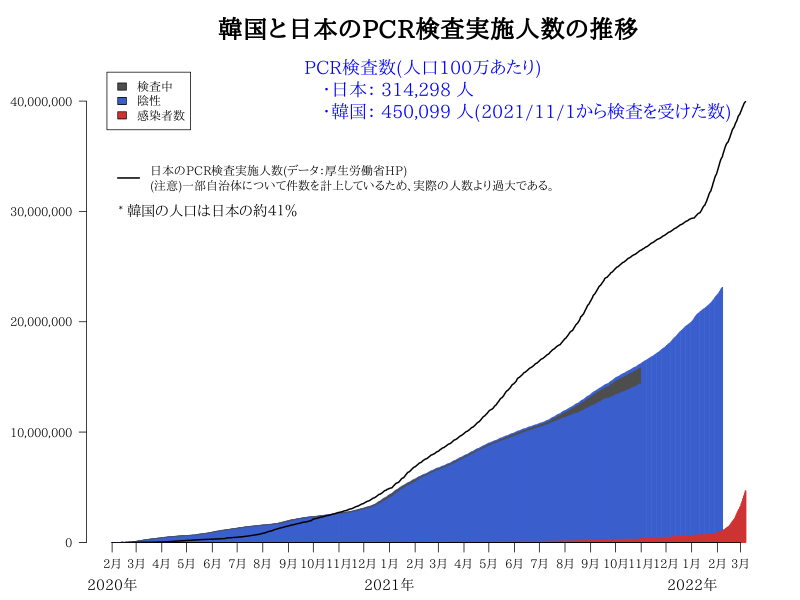 韓国と日本のPCR検査実施人数の推移
PCR検査数(人口100万あたり)
・日本: 314,298 人
・韓国: 450,099 人(2021/11/1から検査を受けた数)
検査中
陰性
感染者数
日本のPCR検査実施人数(データ:厚生労働省HP)
(注意)一部自治体について件数を計上しているため、実際の人数より過大である。
* 韓国の人口は日本の約41%
40,000,000
30,000,000
20,000,000
10,000,000
0
2月 3月 4月 5月 6月 7月 8月 9月 10月 11月 12月 1月 2月 3月 4月 5月 6月 7月 8月 9月 10月 11月 12月 1月 2月 3月
2020年 2021年 2022年